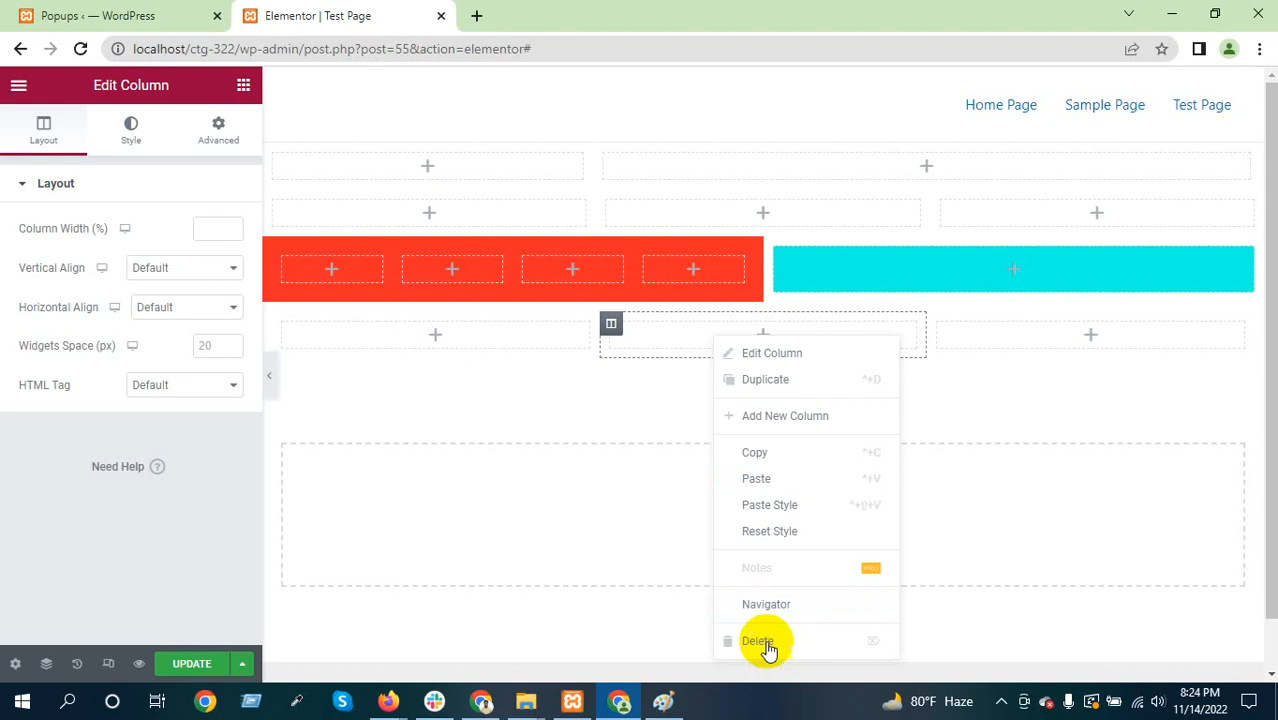 Popups ‹ — WordPress
Elementor | Test Page
localhost/ctg-322/wp-admin/post.php?post=55&action=elementor#
Edit Column
Home Page
Sample Page
Test Page
Layout
Style
Advanced
Layout
Column Width (%)
Vertical Align
Default
Horizontal Align
Default
Widgets Space (px)
20
HTML Tag
Default
Need Help
UPDATE
Edit Column
Duplicate ^+D
Add New Column
Copy ^+C
Paste ^+V
Paste Style ^+⇧+V
Reset Style
Notes PRO
Navigator
Delete
80°F Haze
8:24 PM
11/14/2022